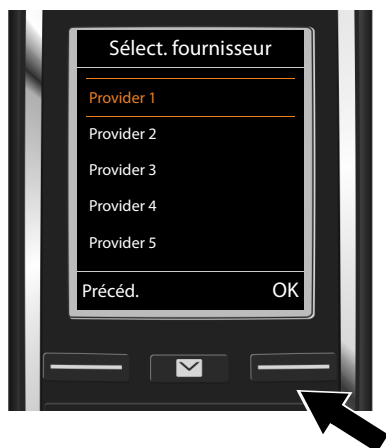 Sélect. fournisseur
Provider 1
Provider 2
Provider 3
Provider 4
Provider 5
Précéd. OK